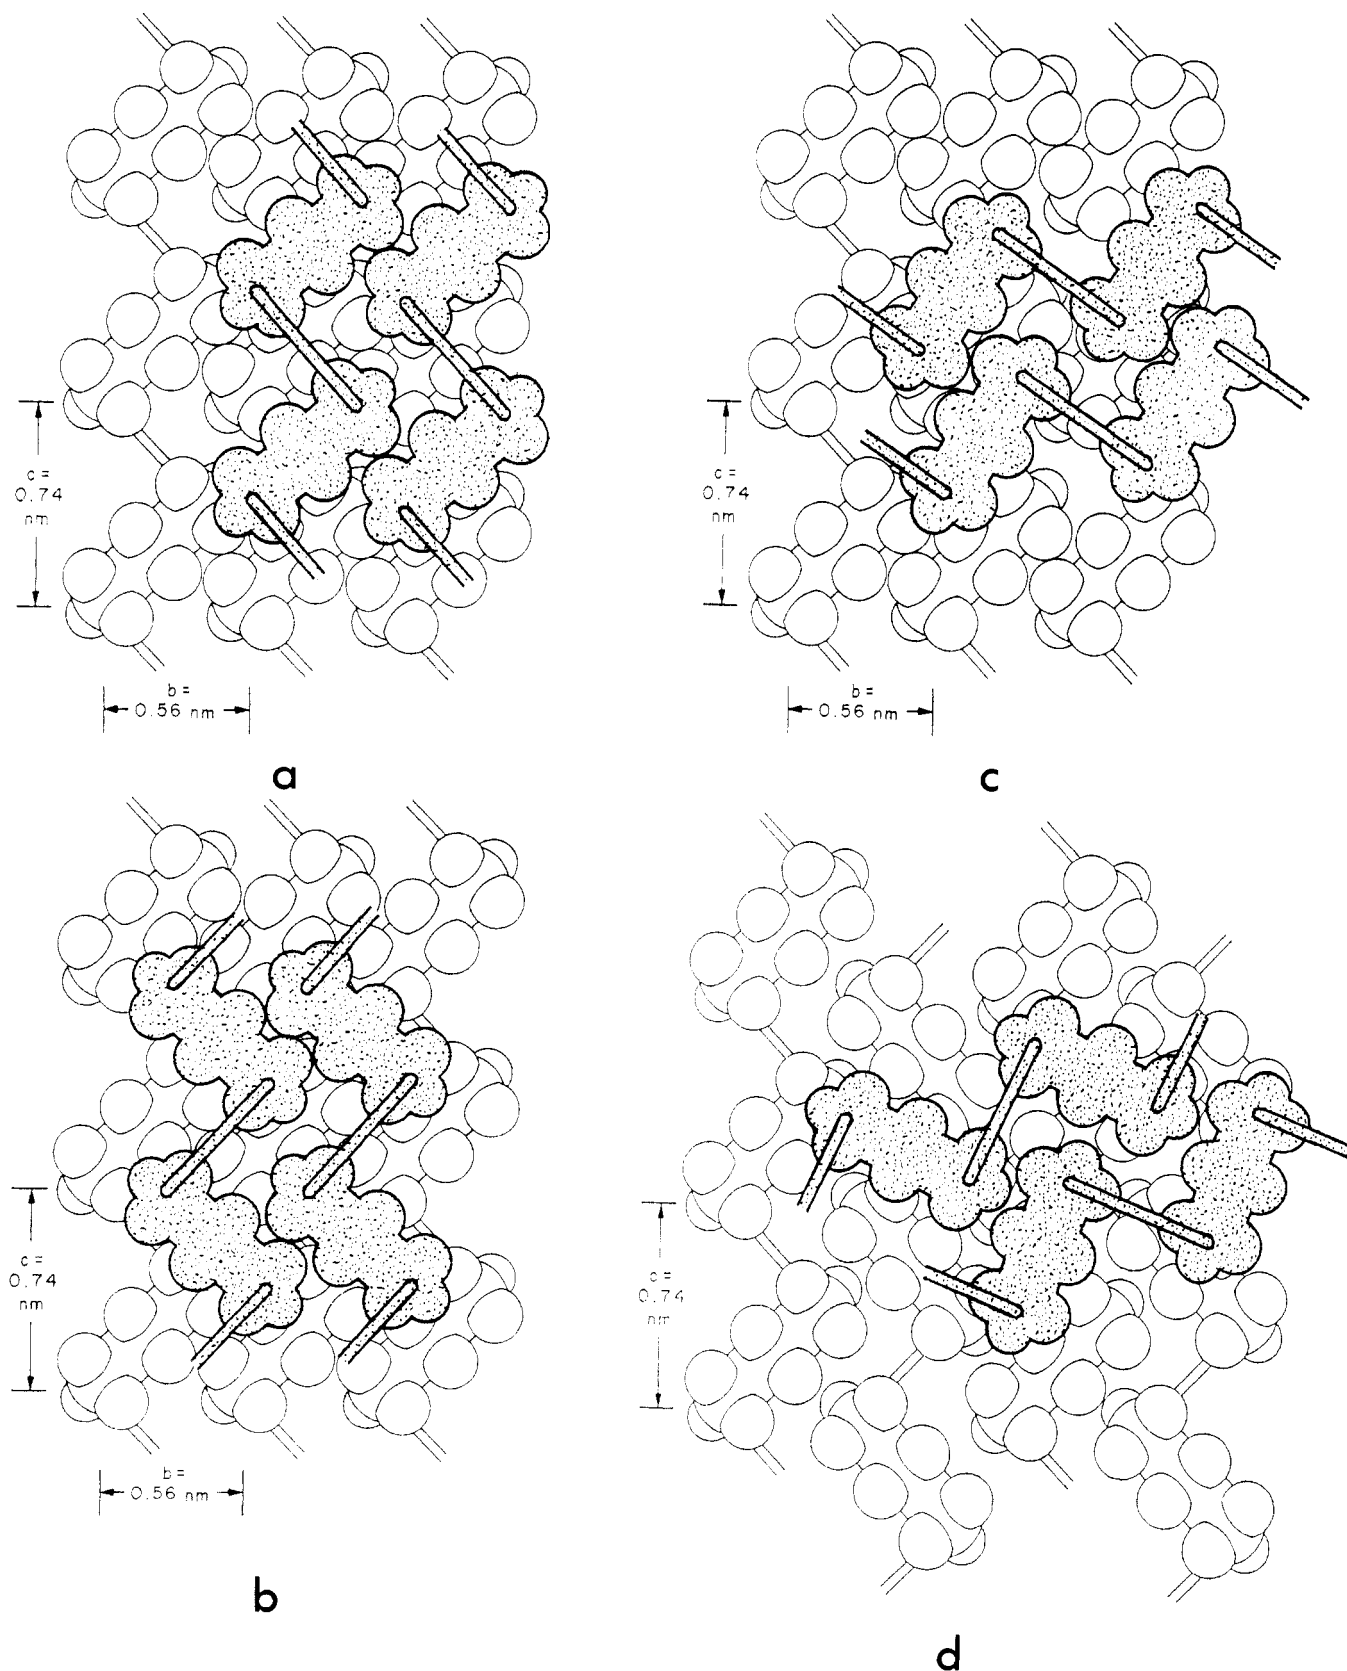 c =
0.74
nm
b =
0.56 nm
a
c =
0.74
nm
b =
0.56 nm
c
c =
0.74
nm
b =
0.56 nm
b
c =
0.74
nm
d